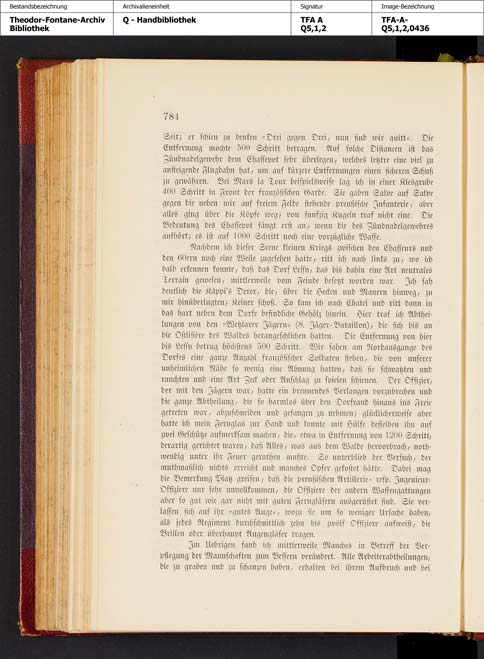 Bestandsbezeichnung
Theodor-Fontane-Archiv
Bibliothek
Archivalieneinheit
Q - Handbibliothek
Signatur
TFA A
Q5,1,2
Image-Bezeichnung
TFA-A-
Q5,1,2,0436
784
Seit; er schien zu denken »Drei gegen Drei, nun sind wir quitt«. Die
Entfernung mochte 500 Schritt betragen. Auf solche Distancen ist das
Zündnadelgewehr dem Chassepot sehr überlegen, welches letztre eine viel zu
ansteigende Flugbahn hat, um auf kürzere Entfernungen einen sicheren Schuß
zu gewähren. Bei Mars la Tour beispielsweise lag ich in einer Kiesgrube
400 Schritt in Front der französischen Garde. Sie gaben Salve auf Salve
gegen die neben mir auf freiem Felde stehende preußische Infanterie, aber
alles ging über die Köpfe weg; von funfzig Kugeln traf nicht eine. Die
Bedeutung des Chassepot fängt erst an, wenn die des Zündnadelgewehres
aufhört; es ist auf 1000 Schritt noch eine vorzügliche Waffe.
Nachdem ich dieser Scene kleinen Kriegs zwischen den Chasseurs und
den 60ern noch eine Weile zugesehen hatte, ritt ich nach links zu, wo ich
bald erkennen konnte, daß das Dorf Lessy, das bis dahin eine Art neutrales
Terrain gewesen, mittlerweile vom Feinde besetzt worden war. Ich sah
deutlich die Käppi's Derer, die, über die Hecken und Mauern hinweg, zu
mir hinüberlugten; Keiner schoß. So kam ich nach Chatel und ritt dann in
das hart neben dem Dorfe befindliche Gehölz hinein. Hier traf ich Abthei-
lungen von den »Wetzlarer Jägern« (8. Jäger-Bataillon), die sich bis an
die Ostlisière des Waldes herangeschlichen hatten. Die Entfernung von hier
bis Lessy betrug höchstens 500 Schritt. Wir sahen am Nordausgange des
Dorfes eine ganze Anzahl französischer Soldaten stehen, die von unserer
unheimlichen Nähe so wenig eine Ahnung hatten, daß sie schwatzten und
rauchten und eine Art Zeck oder Anschlag zu spielen schienen. Der Offizier,
der mit den Jägern war, hatte ein brennendes Verlangen vorzubrechen und
die ganze Abtheilung, die so harmlos über den Dorfrand hinaus ins Freie
getreten war, abzuschneiden und gefangen zu nehmen; glücklicherweise aber
hatte ich mein Fernglas zur Hand und konnte mit Hülfe desselben ihn auf
zwei Geschütze aufmerksam machen, die, etwa in Entfernung von 1200 Schritt,
derartig gerichtet waren, daß Alles, was aus dem Walde hervorbrach, noth-
wendig unter ihr Feuer gerathen mußte. So unterblieb der Versuch, der
muthmaßlich nichts erreicht und manches Opfer gekostet hätte. Dabei mag
die Bemerkung Platz greifen, daß die preußischen Artillerie- resp. Ingenieur-
Offiziere nur sehr unvollkommen, die Offiziere der andern Waffengattungen
aber so gut wie gar nicht mit guten Ferngläsern ausgerüstet sind. Sie ver-
lassen sich auf ihr »gutes Auge«, wozu sie um so weniger Ursache haben,
als jedes Regiment durchschnittlich zehn bis zwölf Offiziere aufweist, die
Brillen oder überhaupt Augengläser tragen.
Im Uebrigen fand ich mittlerweile Manches in Betreff der Ver-
pflegung der Mannschaften zum Bessern verändert. Alle Arbeiterabtheilungen,
die zu graben und zu schanzen haben, erhalten bei ihrem Aufbruch und bei